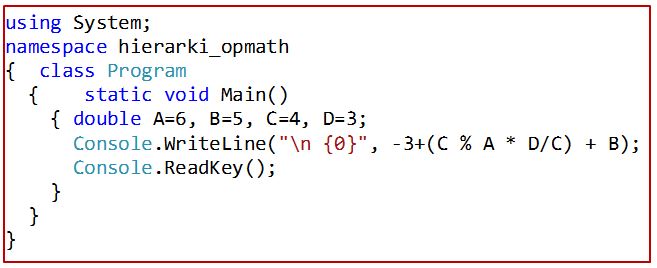 using System;
namespace hierarki_opmath
{  class Program
  {    static void Main()
    { double A=6, B=5, C=4, D=3;
      Console.WriteLine("\n {0}", -3+(C % A * D/C) + B);
      Console.ReadKey();
    }
  }
}